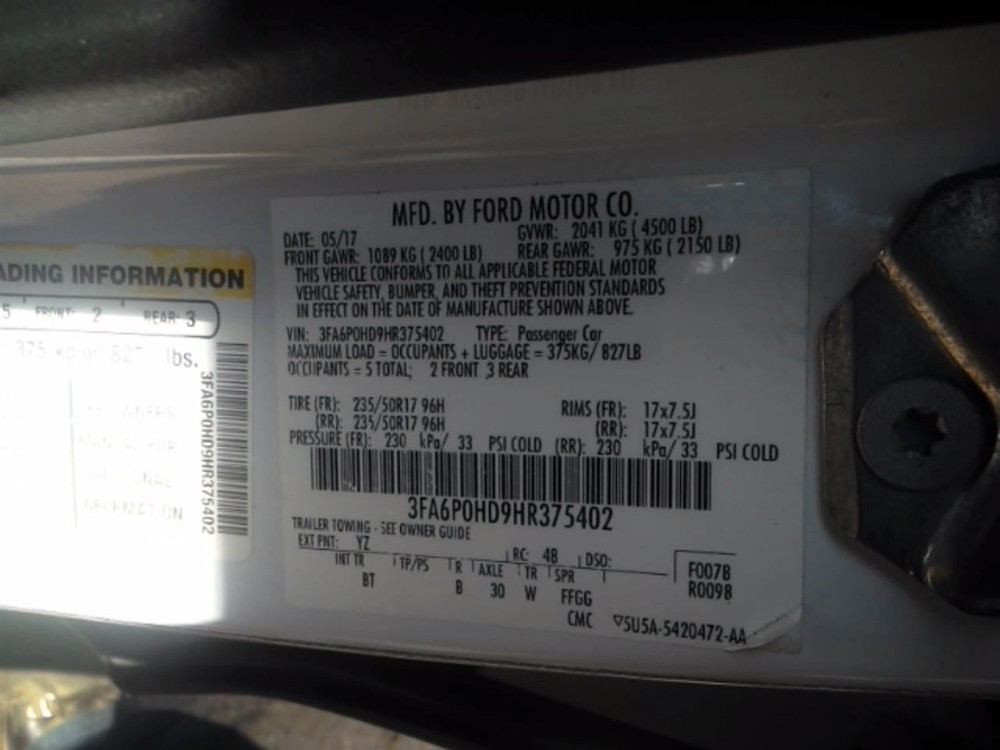 ADING INFORMATION
5 FRONT 2 REAR 3
375 kg or 827 lbs.
3FA6P0HD9HR375402
MFD. BY FORD MOTOR CO.
DATE: 05/17 GVWR: 2041 KG ( 4500 LB)
FRONT GAWR: 1089 KG ( 2400 LB) REAR GAWR: 975 KG ( 2150 LB)
THIS VEHICLE CONFORMS TO ALL APPLICABLE FEDERAL MOTOR
VEHICLE SAFETY, BUMPER, AND THEFT PREVENTION STANDARDS
IN EFFECT ON THE DATE OF MANUFACTURE SHOWN ABOVE.
VIN: 3FA6P0HD9HR375402 TYPE: Passenger Car
MAXIMUM LOAD = OCCUPANTS + LUGGAGE = 375KG/ 827LB
OCCUPANTS = 5 TOTAL; 2 FRONT ,3 REAR
TIRE (FR): 235/50R17 96H RIMS (FR): 17x7.5J
(RR): 235/50R17 96H (RR): 17x7.5J
PRESSURE (FR): 230 kPa/ 33 PSI COLD (RR): 230 kPa/ 33 PSI COLD
3FA6P0HD9HR375402
TRAILER TOWING - SEE OWNER GUIDE
EXT PNT: YZ RC: 48 DSO:
INT TR TP/PS R AXLE TR SPR
BT B 30 W FFGG
F0078
R0098
CMC ▽5U5A-5420472-AA